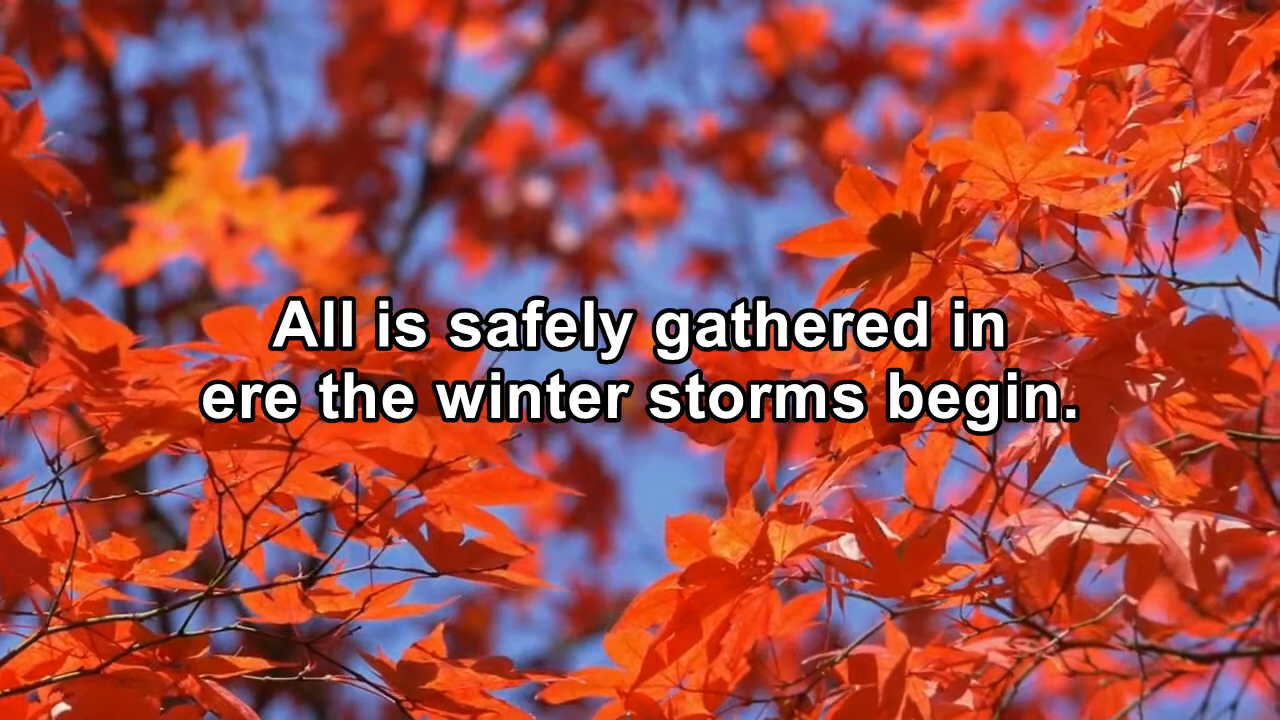 All is safely gathered in
ere the winter storms begin.